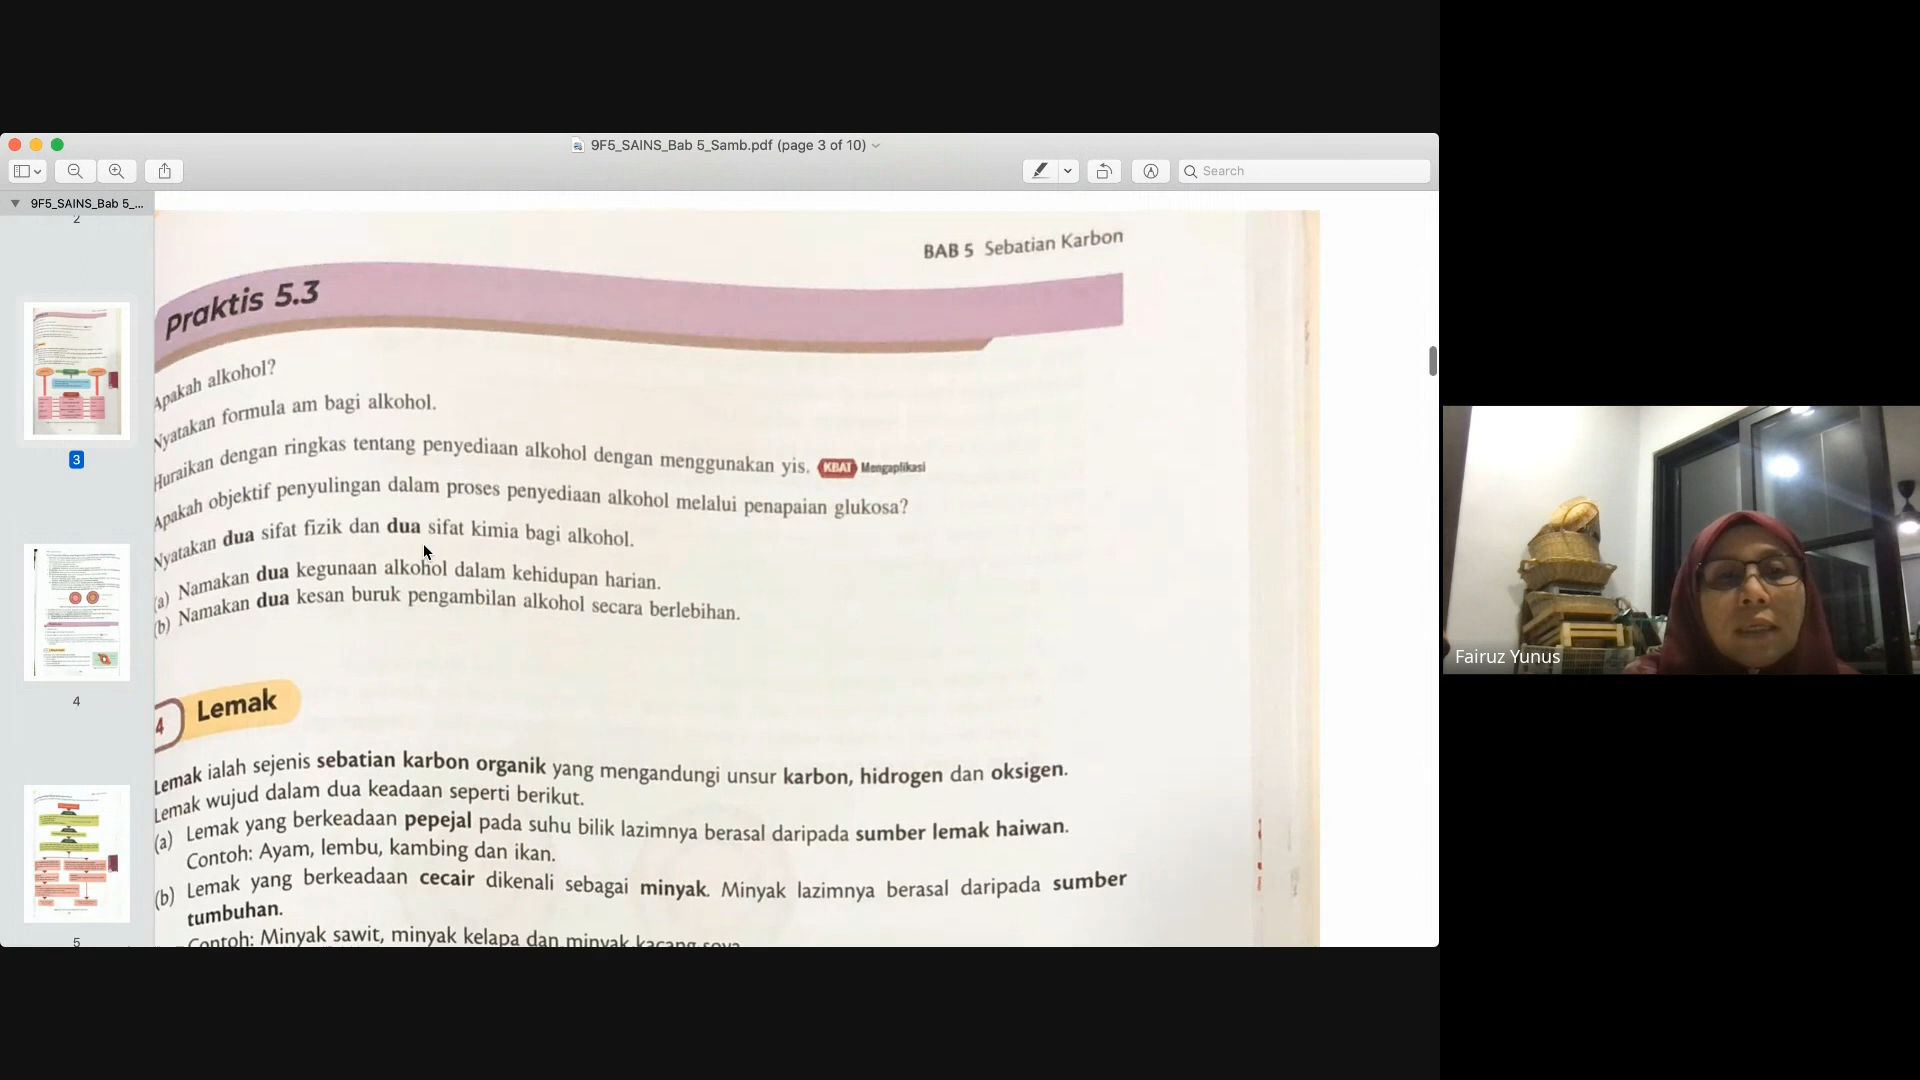 9F5_SAINS_Bab 5_Samb.pdf (page 3 of 10)
Search
9F5_SAINS_Bab 5_...
2
3
4
5
BAB 5 Sebatian Karbon
Praktis 5.3
Apakah alkohol?
Nyatakan formula am bagi alkohol.
Huraikan dengan ringkas tentang penyediaan alkohol dengan menggunakan yis. KBAT Mengaplikasi
Apakah objektif penyulingan dalam proses penyediaan alkohol melalui penapaian glukosa?
Nyatakan dua sifat fizik dan dua sifat kimia bagi alkohol.
(a) Namakan dua kegunaan alkohol dalam kehidupan harian.
(b) Namakan dua kesan buruk pengambilan alkohol secara berlebihan.
4 Lemak
Lemak ialah sejenis sebatian karbon organik yang mengandungi unsur karbon, hidrogen dan oksigen.
Lemak wujud dalam dua keadaan seperti berikut.
(a) Lemak yang berkeadaan pepejal pada suhu bilik lazimnya berasal daripada sumber lemak haiwan.
Contoh: Ayam, lembu, kambing dan ikan.
(b) Lemak yang berkeadaan cecair dikenali sebagai minyak. Minyak lazimnya berasal daripada sumber
tumbuhan.
Contoh: Minyak sawit, minyak kelapa dan minyak kacang soya
Fairuz Yunus